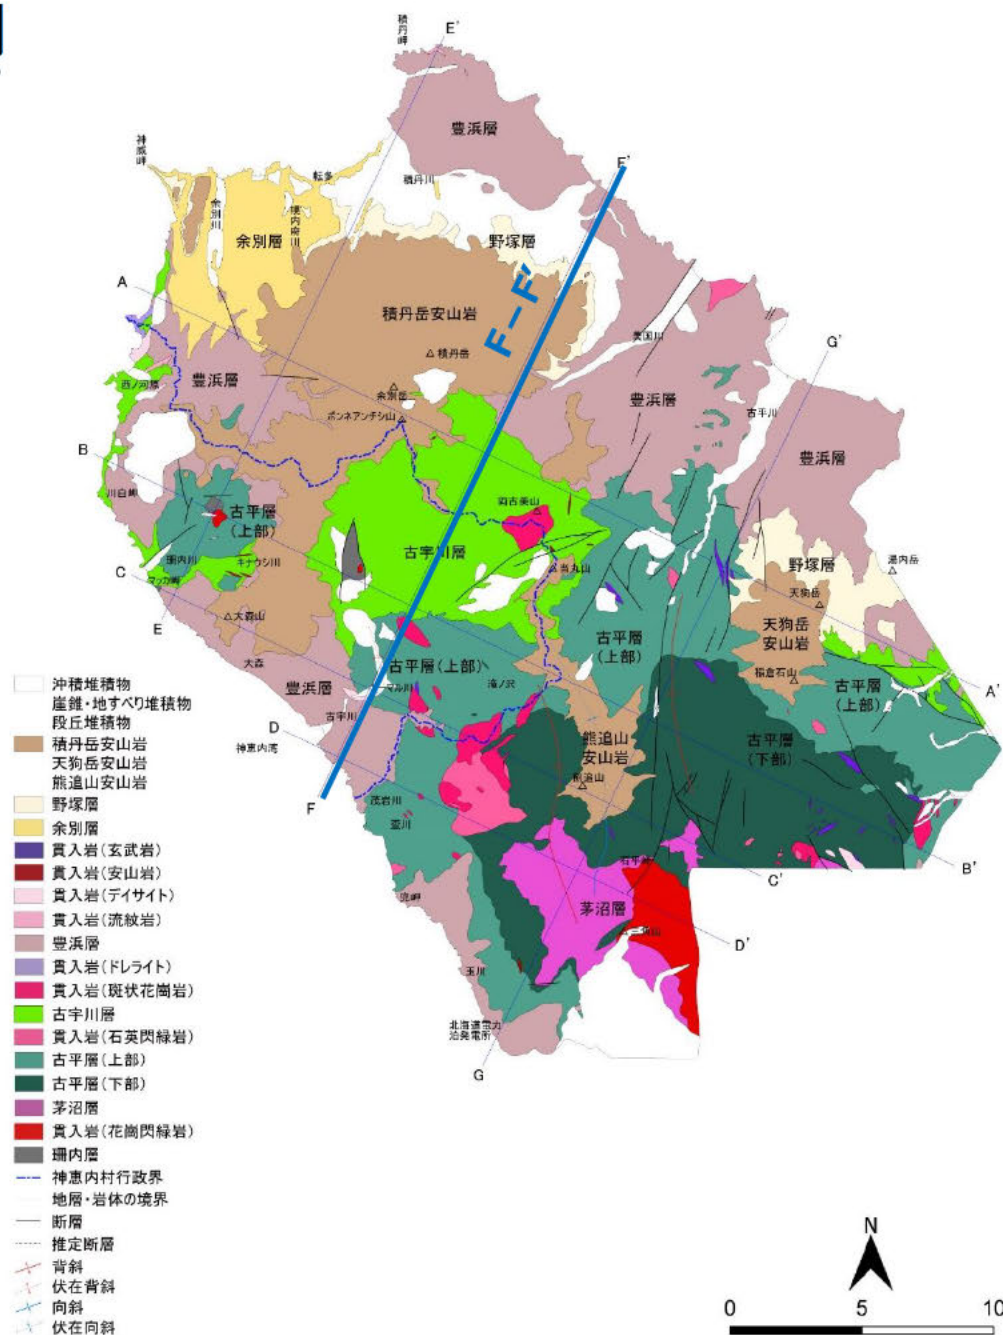 積丹岬
E'
豊浜層
神威岬
F'
積丹川
余別川
余別層
野塚層
A
F－F'
積丹岳安山岩
△積丹岳
美国川
G'
西ノ河原
豊浜層
余別岳
ポンネアンチシ山
豊浜層
古平川
B
豊浜層
川白岬
古平層
(上部)
両古美山
古宇川層
珊内川
キナウシ川
当丸山
野塚層
湯内岳
C
天狗岳
E
△大森山
天狗岳
安山岩
大森
古平層(上部)
古平層
(上部)
稲倉石山
古平層
(上部)
A'
豊浜層
マル川
滝ノ沢
古宇川
D
神恵内湾
熊追山
安山岩
古平層
(下部)
熊追山
F
茂岩川
B'
C'
茅沼層
D'
玉川
北海道電力
泊発電所
G
沖積堆積物
崖錐・地すべり堆積物
段丘堆積物
積丹岳安山岩
天狗岳安山岩
熊追山安山岩
野塚層
余別層
貫入岩(玄武岩)
貫入岩(安山岩)
貫入岩(デイサイト)
貫入岩(流紋岩)
豊浜層
貫入岩(ドレライト)
貫入岩(斑状花崗岩)
古宇川層
貫入岩(石英閃緑岩)
古平層(上部)
古平層(下部)
茅沼層
貫入岩(花崗閃緑岩)
珊内層
神恵内村行政界
地層・岩体の境界
断層
推定断層
背斜
伏在背斜
向斜
伏在向斜
N
0
5
10